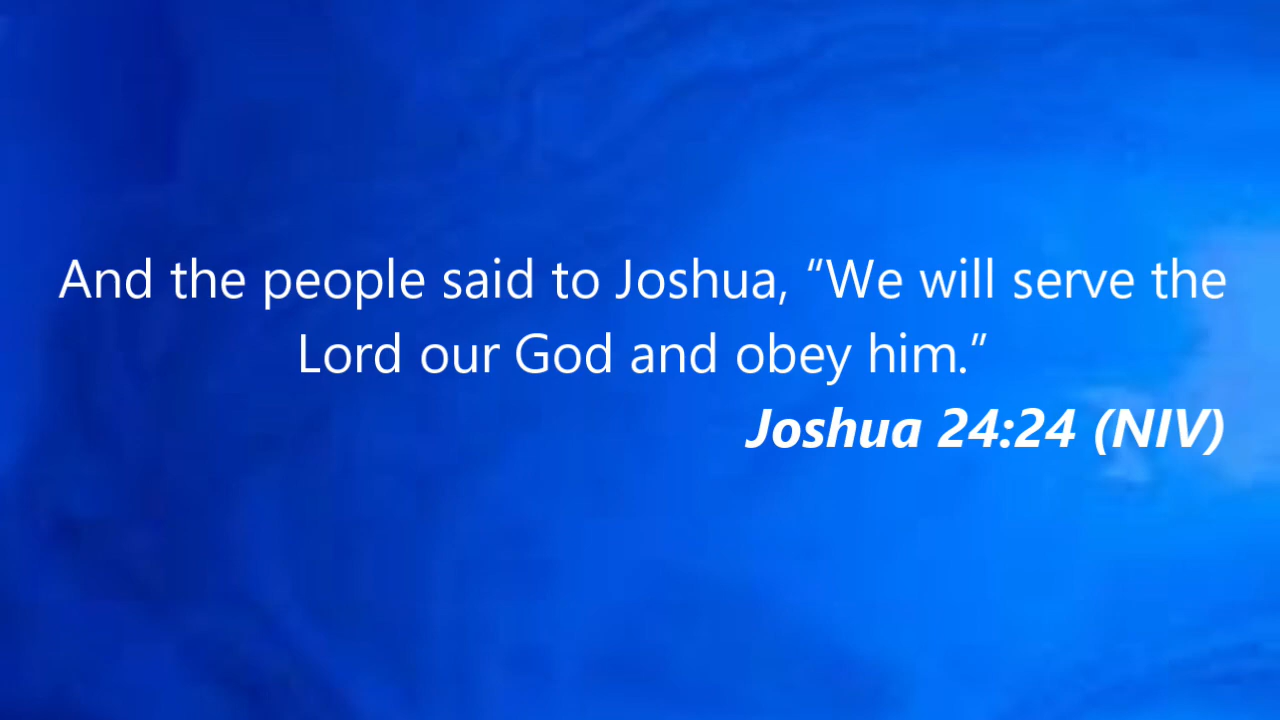 And the people said to Joshua, “We will serve the
Lord our God and obey him.”
Joshua 24:24 (NIV)